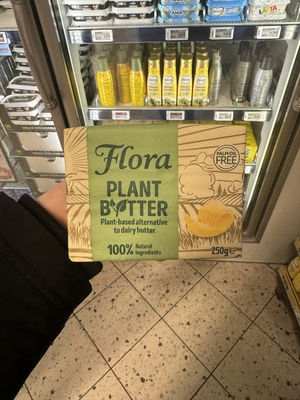 Flora
PALM OIL
FREE
PLANT
BUTTER
Plant-based alternative
to dairy butter
100% Natural
ingredients
250g℮